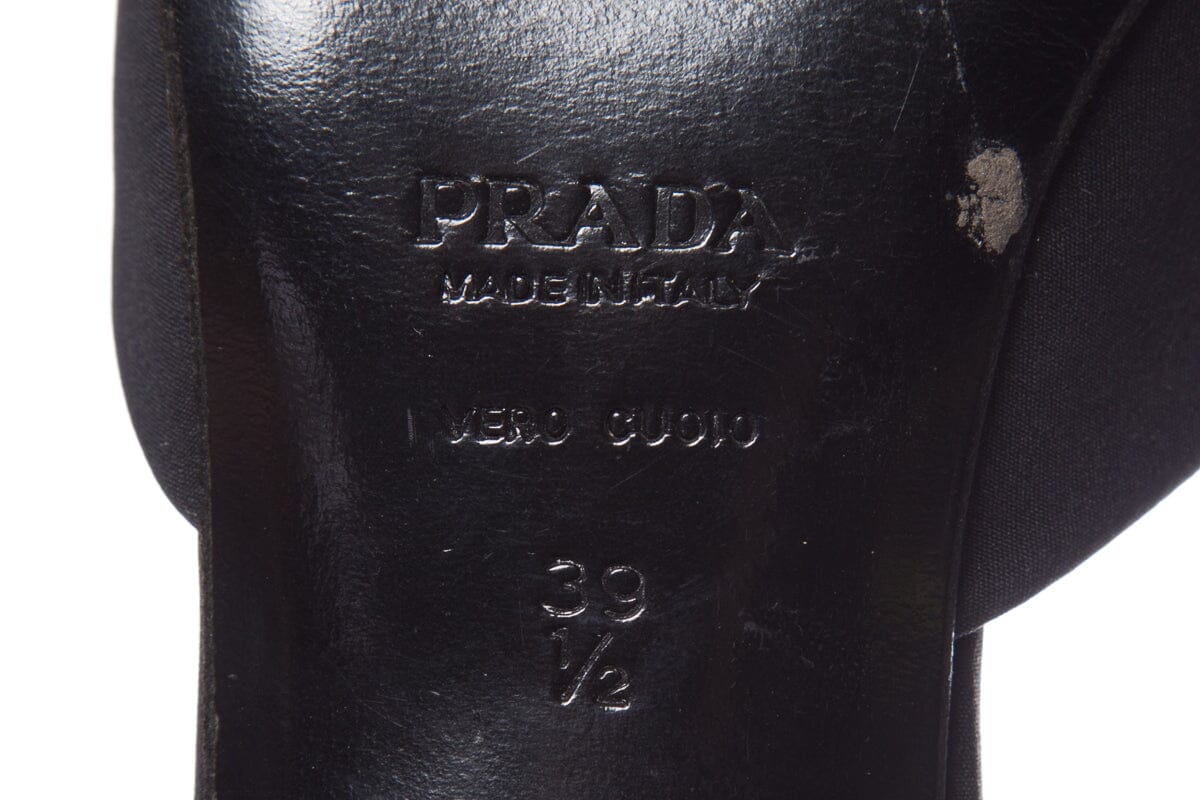 PRADA
MADE IN ITALY
VERO CUOIO
39
½